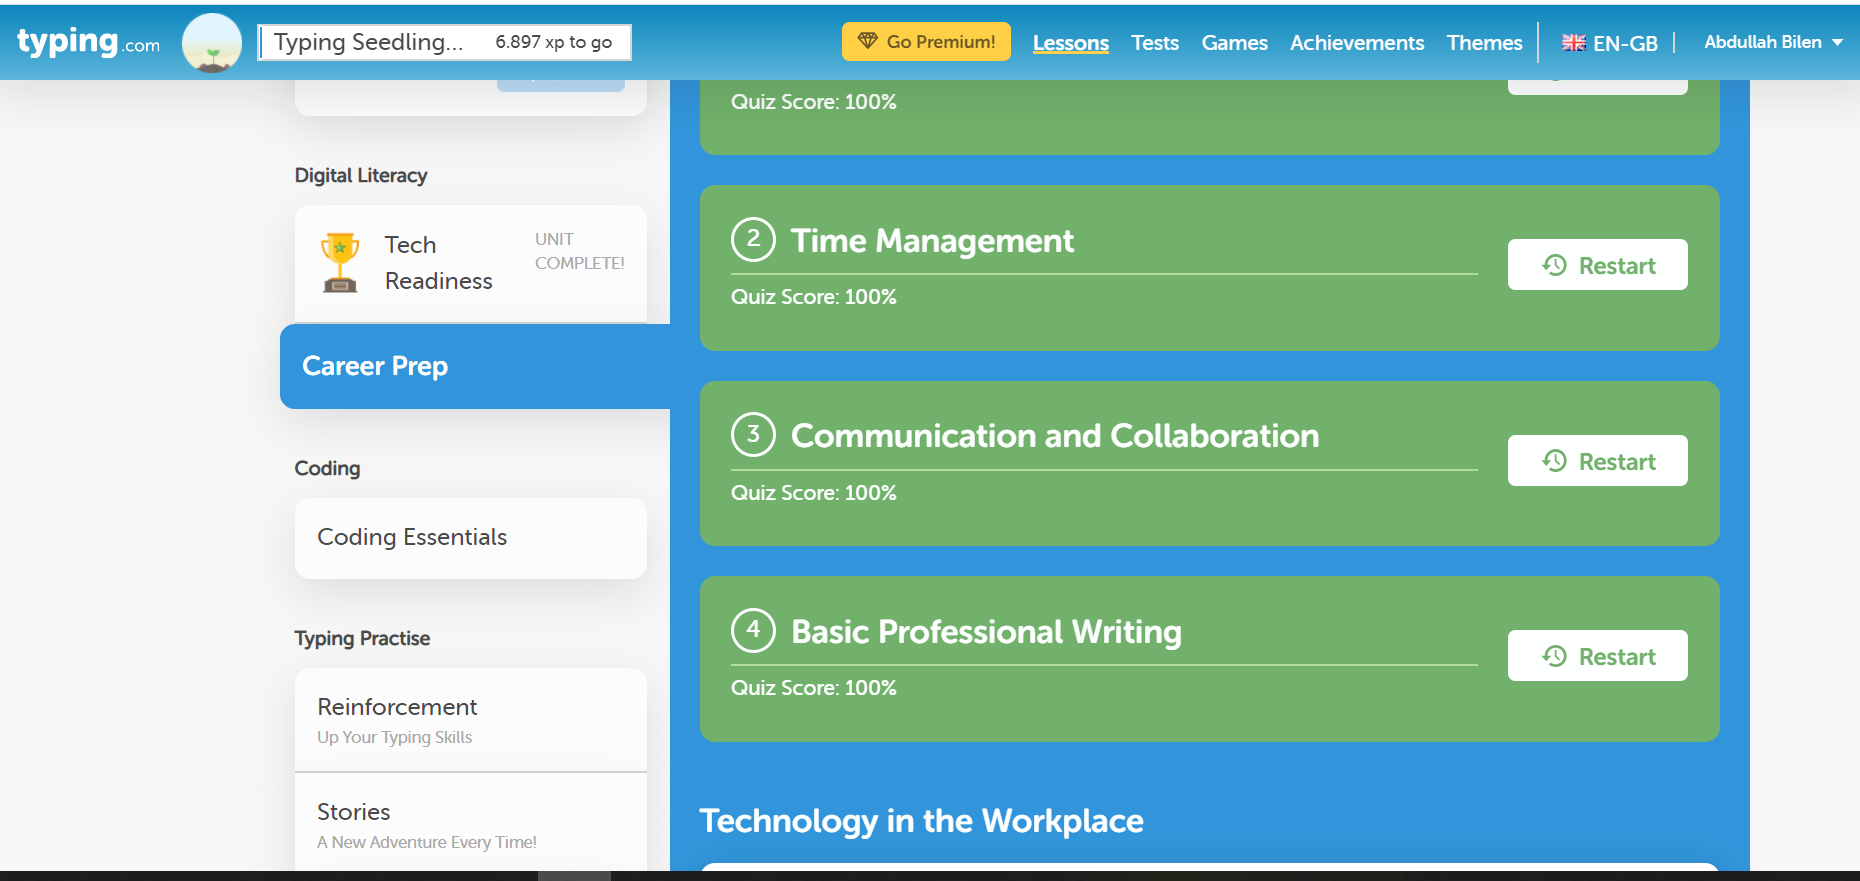 typing.com
Typing Seedling... 6.897 xp to go
Go Premium!
Lessons Tests Games Achievements Themes
EN-GB
Abdullah Bilen
Digital Literacy
Tech
Readiness
UNIT
COMPLETE!
Career Prep
Coding
Coding Essentials
Typing Practise
Reinforcement
Up Your Typing Skills
Stories
A New Adventure Every Time!
Quiz Score: 100%
2 Time Management
Quiz Score: 100%
Restart
3 Communication and Collaboration
Quiz Score: 100%
Restart
4 Basic Professional Writing
Quiz Score: 100%
Restart
Technology in the Workplace